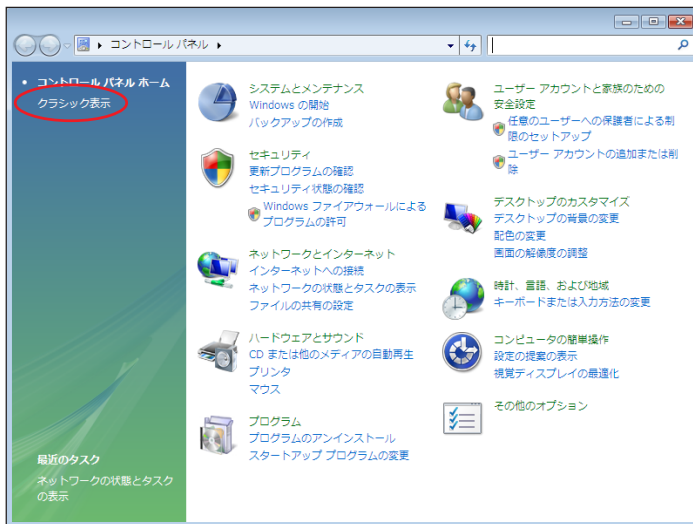 コントロール パネル
コントロール パネル ホーム
クラシック表示
最近のタスク
ネットワークの状態とタスク
の表示
システムとメンテナンス
Windows の開始
バックアップの作成
セキュリティ
更新プログラムの確認
セキュリティ状態の確認
Windows ファイアウォールによる
プログラムの許可
ネットワークとインターネット
インターネットへの接続
ネットワークの状態とタスクの表示
ファイルの共有の設定
ハードウェアとサウンド
CD または他のメディアの自動再生
プリンタ
マウス
プログラム
プログラムのアンインストール
スタートアップ プログラムの変更
ユーザー アカウントと家族のための
安全設定
任意のユーザーへの保護者による制
限のセットアップ
ユーザー アカウントの追加または削
除
デスクトップのカスタマイズ
デスクトップの背景の変更
配色の変更
画面の解像度の調整
時計、言語、および地域
キーボードまたは入力方法の変更
コンピュータの簡単操作
設定の提案の表示
視覚ディスプレイの最適化
その他のオプション